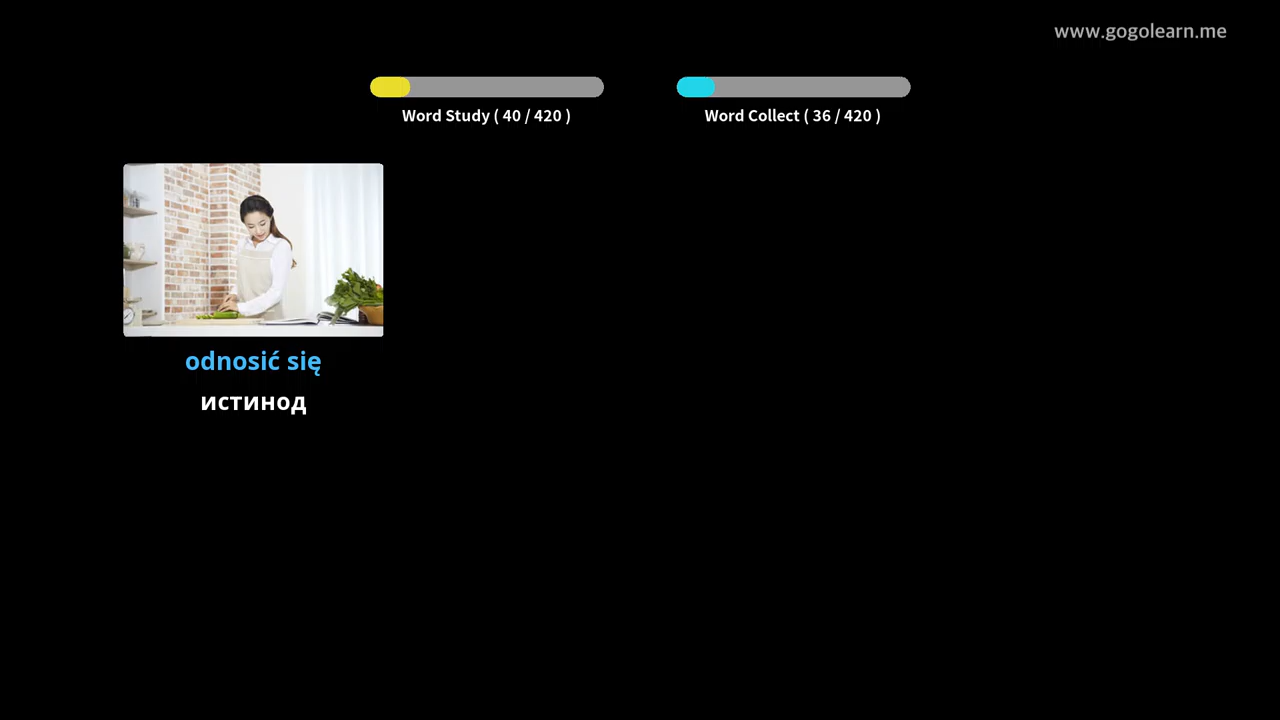 www.gogolearn.me
Word Study ( 40 / 420 )
Word Collect ( 36 / 420 )
odnosić się
истинод